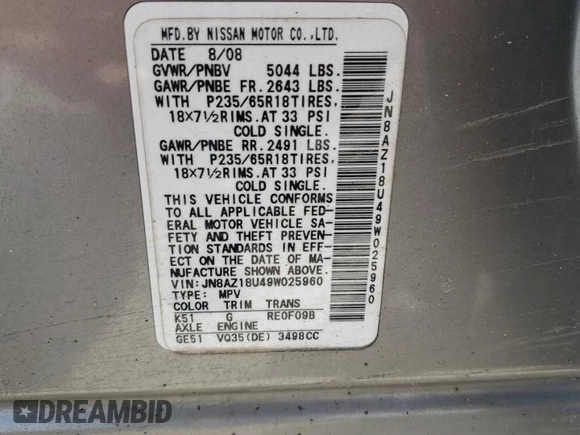 MFD.BY NISSAN MOTOR CO.,LTD.
DATE 8/08
GVWR/PNBV 5044 LBS.
GAWR/PNBE FR.2643 LBS.
WITH P235/65R18TIRES,
18×7½RIMS.AT 33 PSI
COLD SINGLE.
GAWR/PNBE RR.2491 LBS.
WITH P235/65R18TIRES,
18×7½RIMS.AT 33 PSI
COLD SINGLE.
THIS VEHICLE CONFORMS
TO ALL APPLICABLE FED-
ERAL MOTOR VEHICLE SA-
FETY AND THEFT PREVEN-
TION STANDARDS IN EFF-
ECT ON THE DATE OF MA-
NUFACTURE SHOWN ABOVE.
VIN:JN8AZ18U49W025960
TYPE: MPV
COLOR TRIM TRANS
K51 G RE0F09B
AXLE ENGINE
GE51 VQ35(DE) 3498CC
JN8AZ18U49W025960
DREAMBID